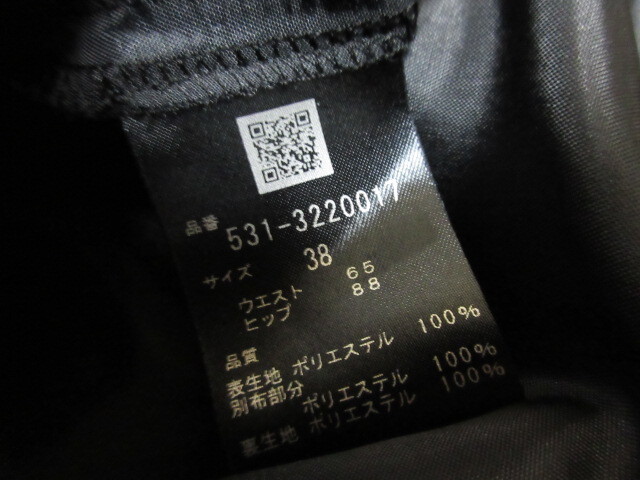 品番 531-3220017
サイズ 38
ウエスト 65
ヒップ 88
品質
表生地 ポリエステル 100%
別布部分 ポリエステル 100%
裏生地 ポリエステル 100%